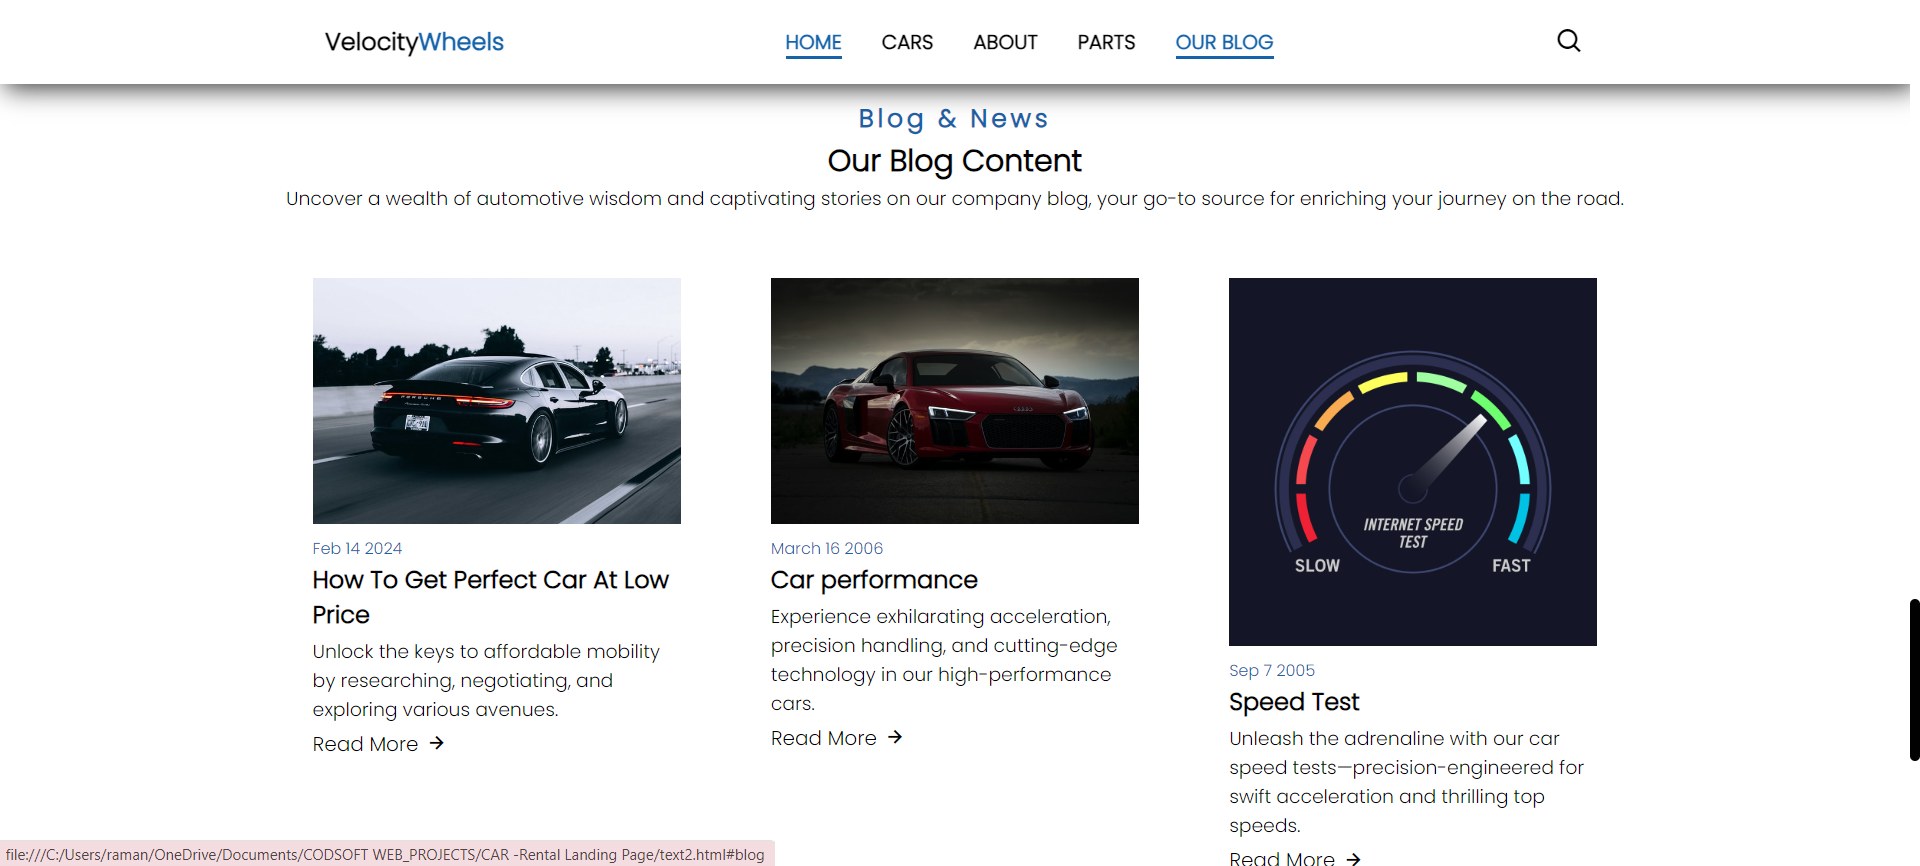 VelocityWheels
HOME CARS ABOUT PARTS OUR BLOG
Blog & News
Our Blog Content
Uncover a wealth of automotive wisdom and captivating stories on our company blog, your go-to source for enriching your journey on the road.
PORSCHE
INTERNET SPEED
TEST
SLOW FAST
Feb 14 2024
How To Get Perfect Car At Low
Price
Unlock the keys to affordable mobility
by researching, negotiating, and
exploring various avenues.
Read More
March 16 2006
Car performance
Experience exhilarating acceleration,
precision handling, and cutting-edge
technology in our high-performance
cars.
Read More
Sep 7 2005
Speed Test
Unleash the adrenaline with our car
speed tests—precision-engineered for
swift acceleration and thrilling top
speeds.
Read More
file:///C:/Users/raman/OneDrive/Documents/CODSOFT WEB_PROJECTS/CAR -Rental Landing Page/text2.html#blog